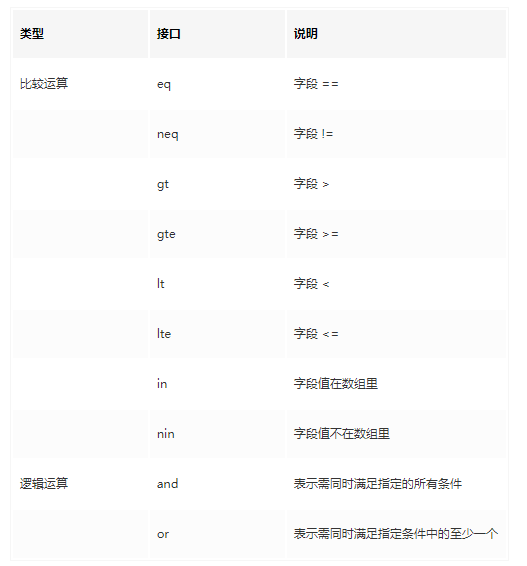 类型 接口 说明
比较运算 eq 字段 ==
neq 字段 !=
gt 字段 >
gte 字段 >=
lt 字段 <
lte 字段 <=
in 字段值在数组里
nin 字段值不在数组里
逻辑运算 and 表示需同时满足指定的所有条件
or 表示需同时满足指定条件中的至少一个